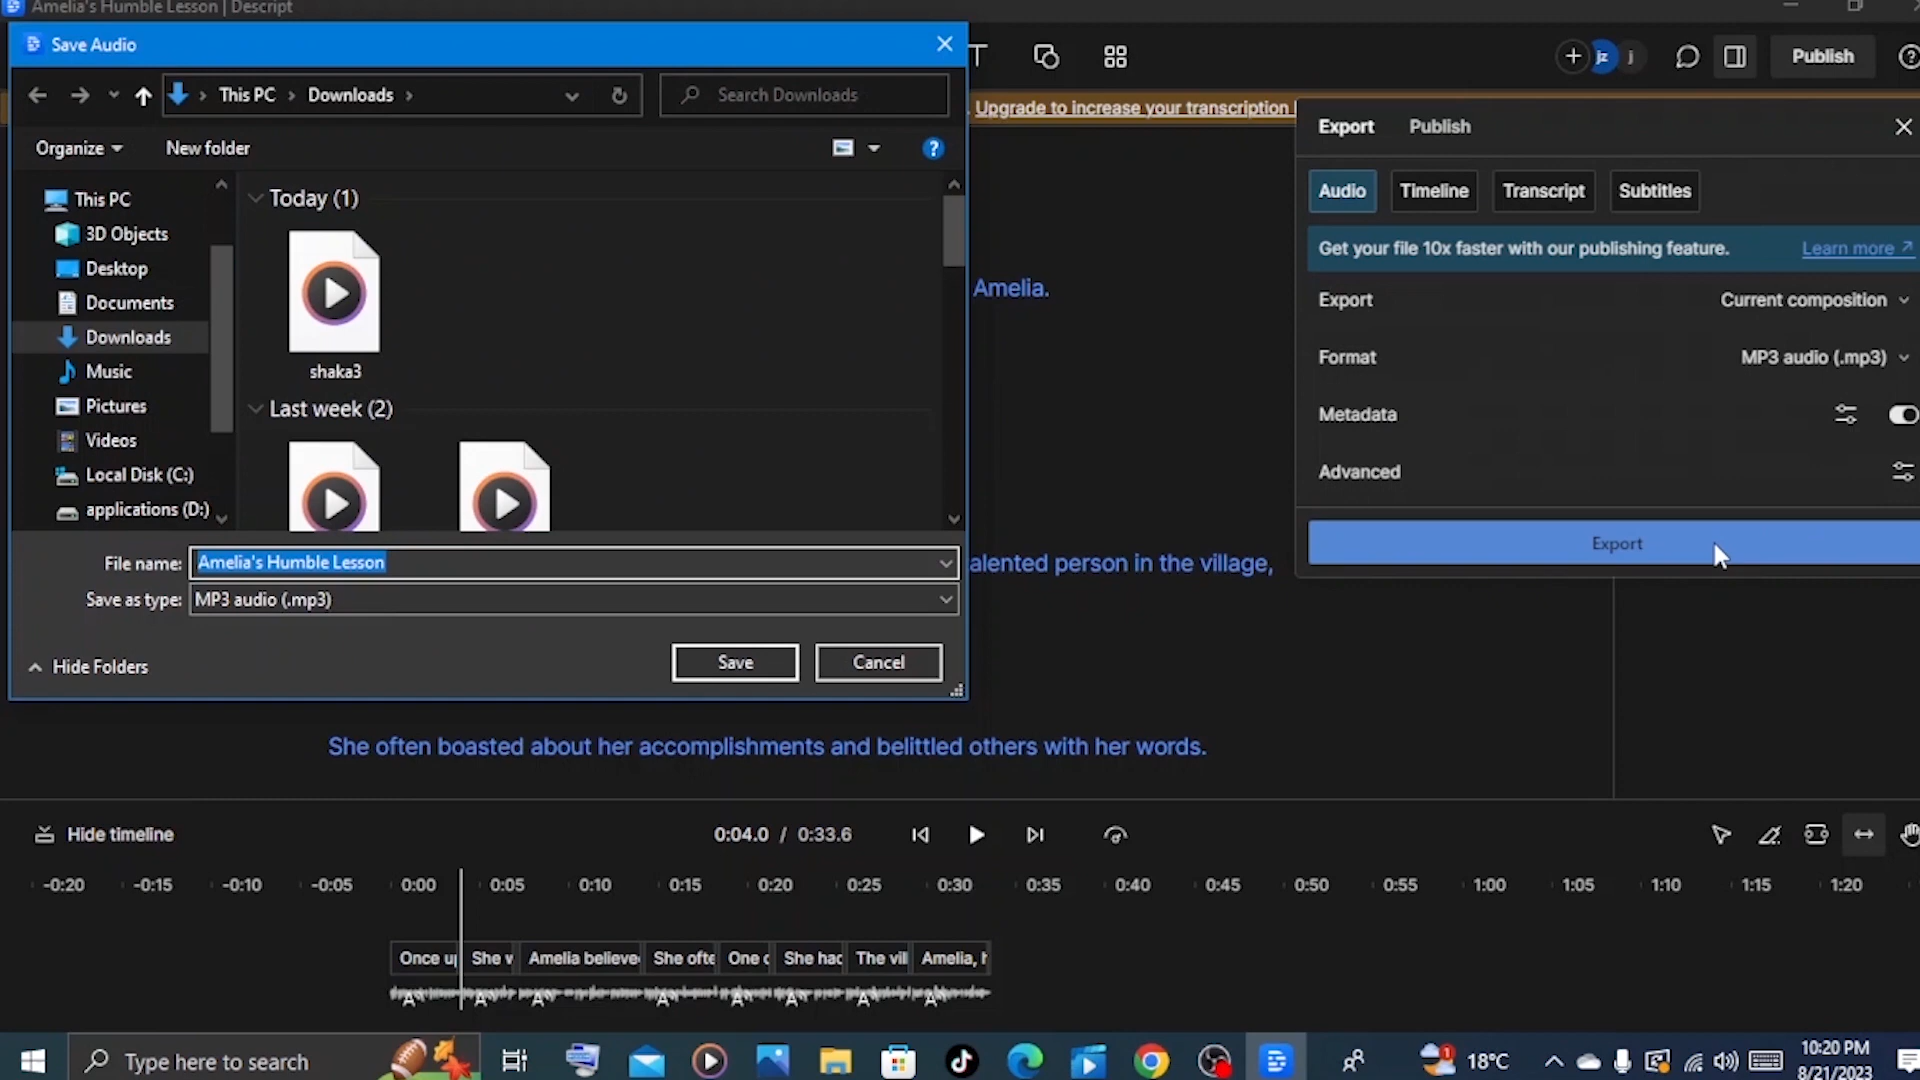 Amelia's Humble Lesson | Descript
Save Audio
This PC
Downloads
Search Downloads
Organize
New folder
This PC
3D Objects
Desktop
Documents
Downloads
Music
Pictures
Videos
Local Disk (C:)
applications (D:)
Today (1)
shaka3
Last week (2)
File name:
Amelia's Humble Lesson
Save as type:
MP3 audio (.mp3)
Hide Folders
Save
Cancel
T
jz
j
Publish
Upgrade to increase your transcription
Export
Publish
Audio
Timeline
Transcript
Subtitles
Get your file 10x faster with our publishing feature.
Learn more
Export
Current composition
Format
MP3 audio (.mp3)
Metadata
Advanced
Export
Amelia.
alented person in the village,
She often boasted about her accomplishments and belittled others with her words.
Hide timeline
0:04.0 / 0:33.6
-0:20 -0:15 -0:10 -0:05 0:00 0:05 0:10 0:15 0:20 0:25 0:30 0:35 0:40 0:45 0:50 0:55 1:00 1:05 1:10 1:15 1:20
Once up
She w
Amelia believe
She ofte
One d
She had
The vil
Amelia, h
Type here to search
18°C
10:20 PM
8/21/2023